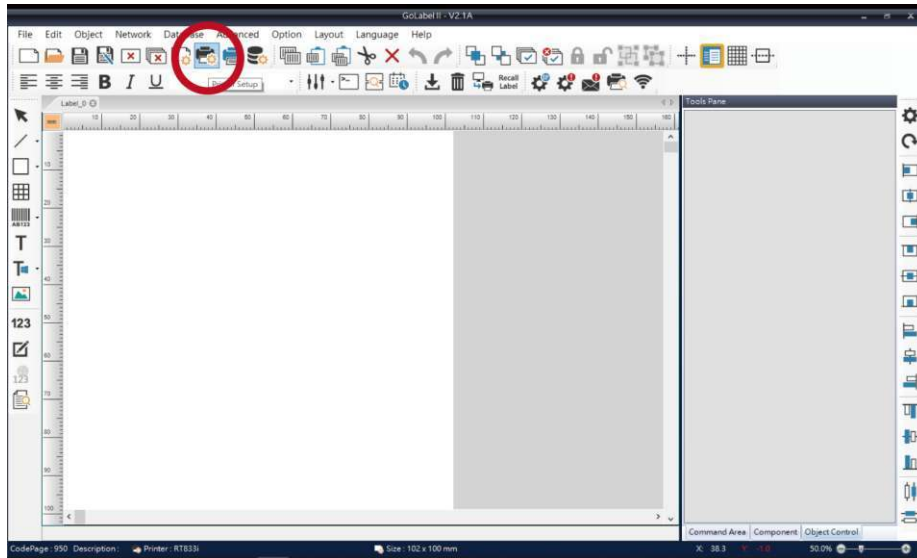 GoLabel II - V2.1A
File Edit Object Network Database Advanced Option Layout Language Help
B I U Setup Recall Label
Label_0
Tools Pane
mm 10 20 30 40 50 60 70 80 90 100 110 120 130 140 150 160
10
20
AB123
T
30
T
40
123
50
60
123
70
80
90
100
Command Area Component Object Control
CodePage : 950 Description : Printer : RT833i Size : 102 x 100 mm X: 38.3 Y: -1.0 50.0%